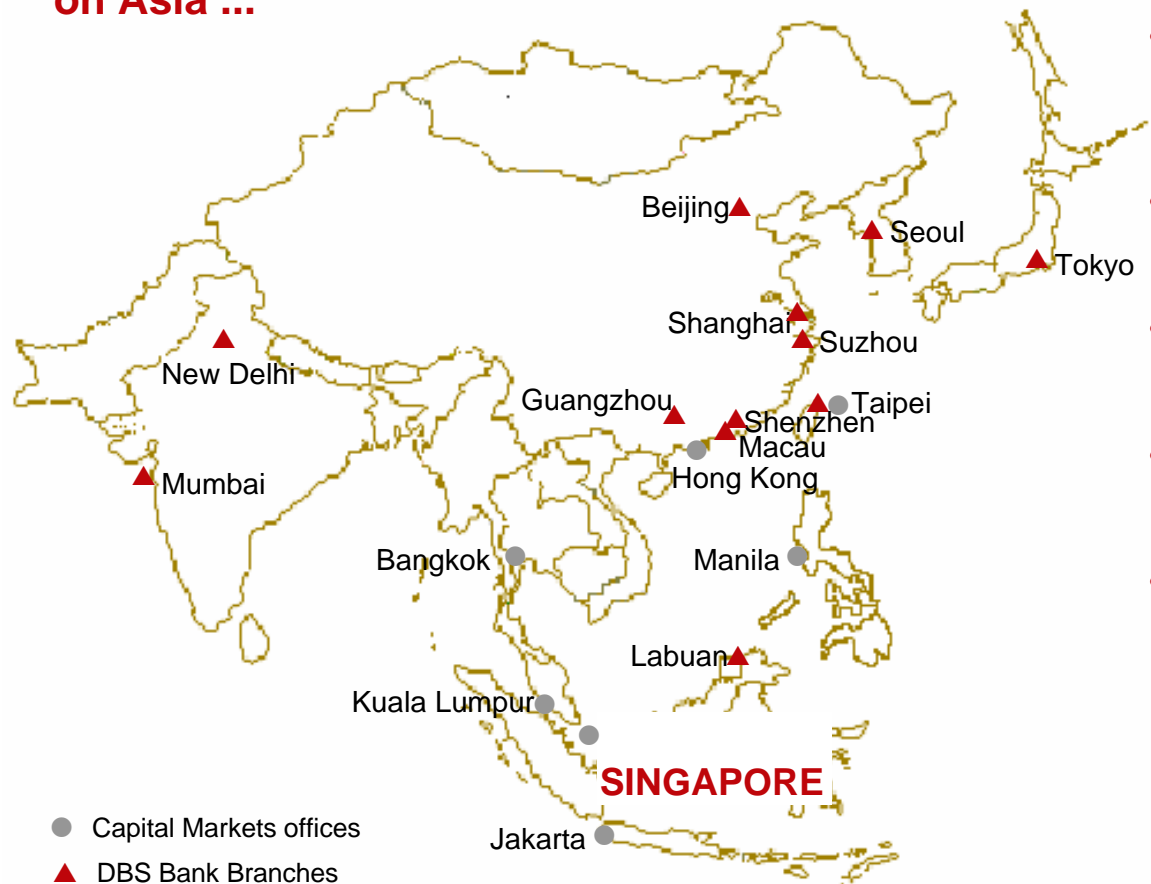 on Asia ...
Beijing
Seoul
Tokyo
Shanghai
Suzhou
New Delhi
Guangzhou
Taipei
Shenzhen
Macau
Hong Kong
Mumbai
Bangkok
Manila
Labuan
Kuala Lumpur
SINGAPORE
Capital Markets offices
Jakarta
DBS Bank Branches